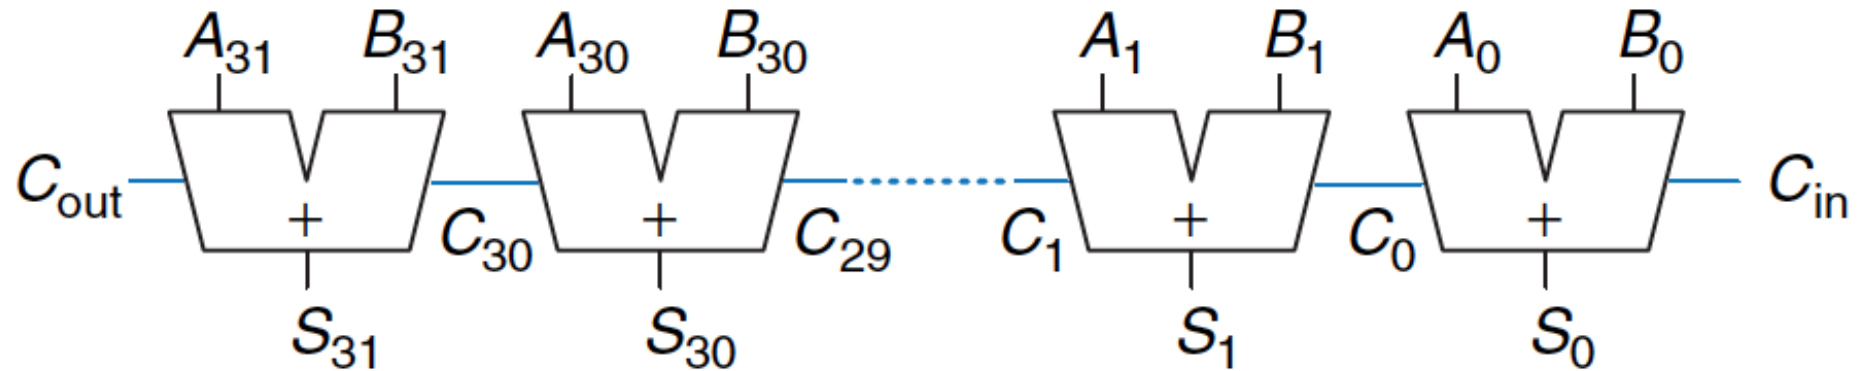 A31 B31 A30 B30 A1 B1 A0 B0
Cout + C30 + C29 C1 + C0 + Cin
S31 S30 S1 S0